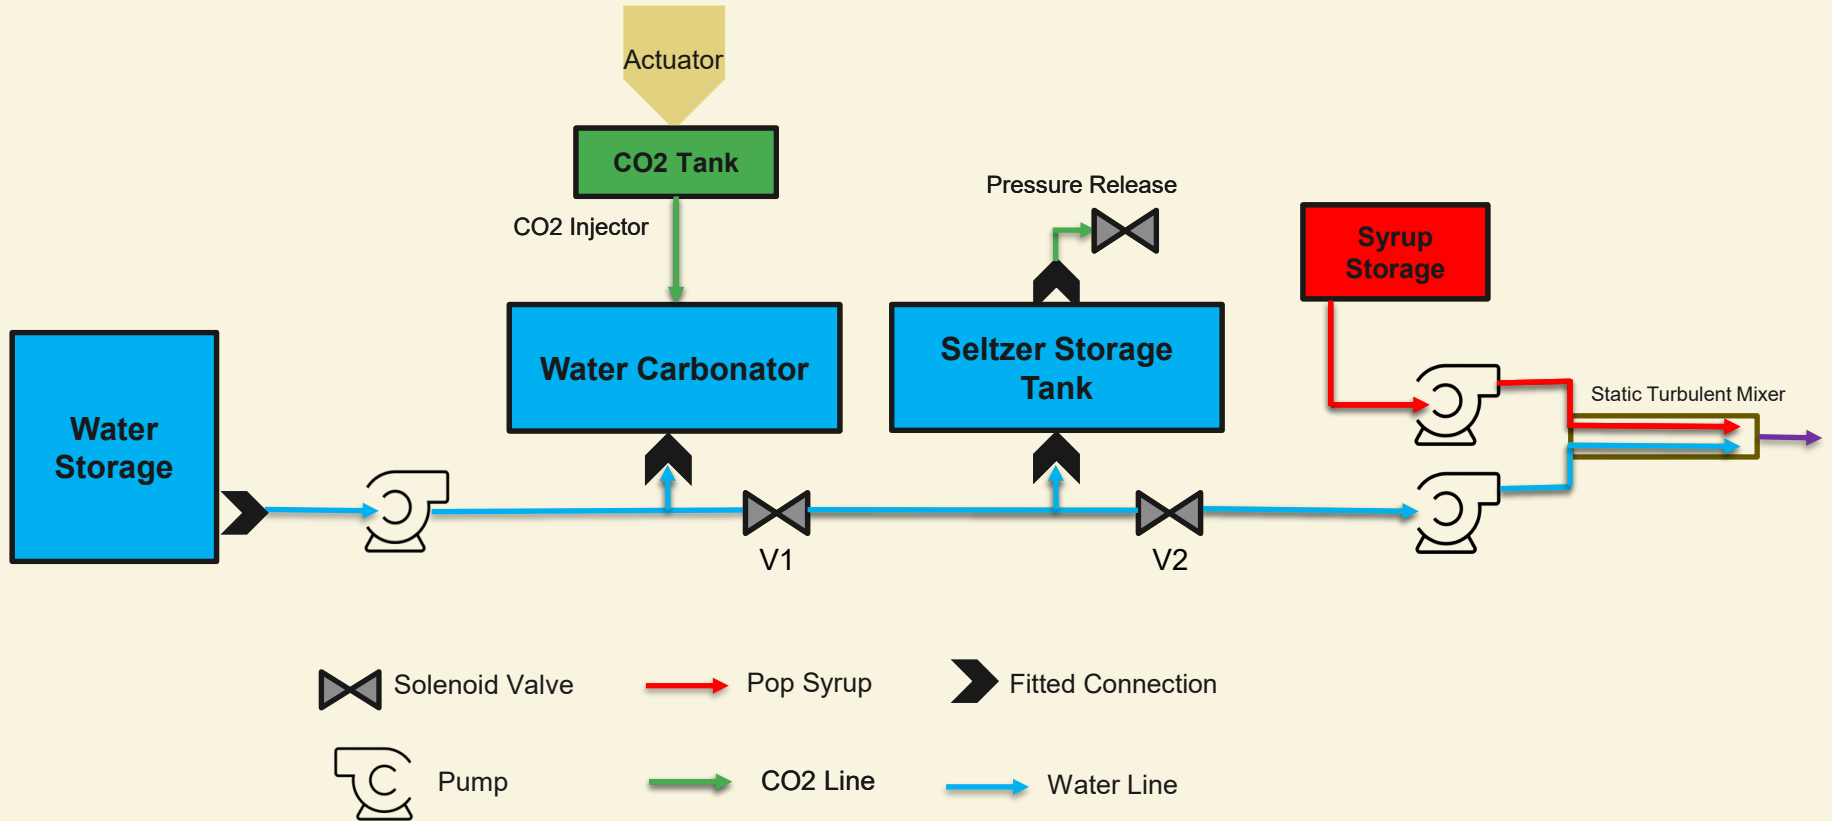 Actuator
CO2 Tank
CO2 Injector
Pressure Release
Syrup
Storage
Water Carbonator
Seltzer Storage
Tank
Static Turbulent Mixer
Water
Storage
V1
V2
Solenoid Valve
Pop Syrup
Fitted Connection
Pump
CO2 Line
Water Line